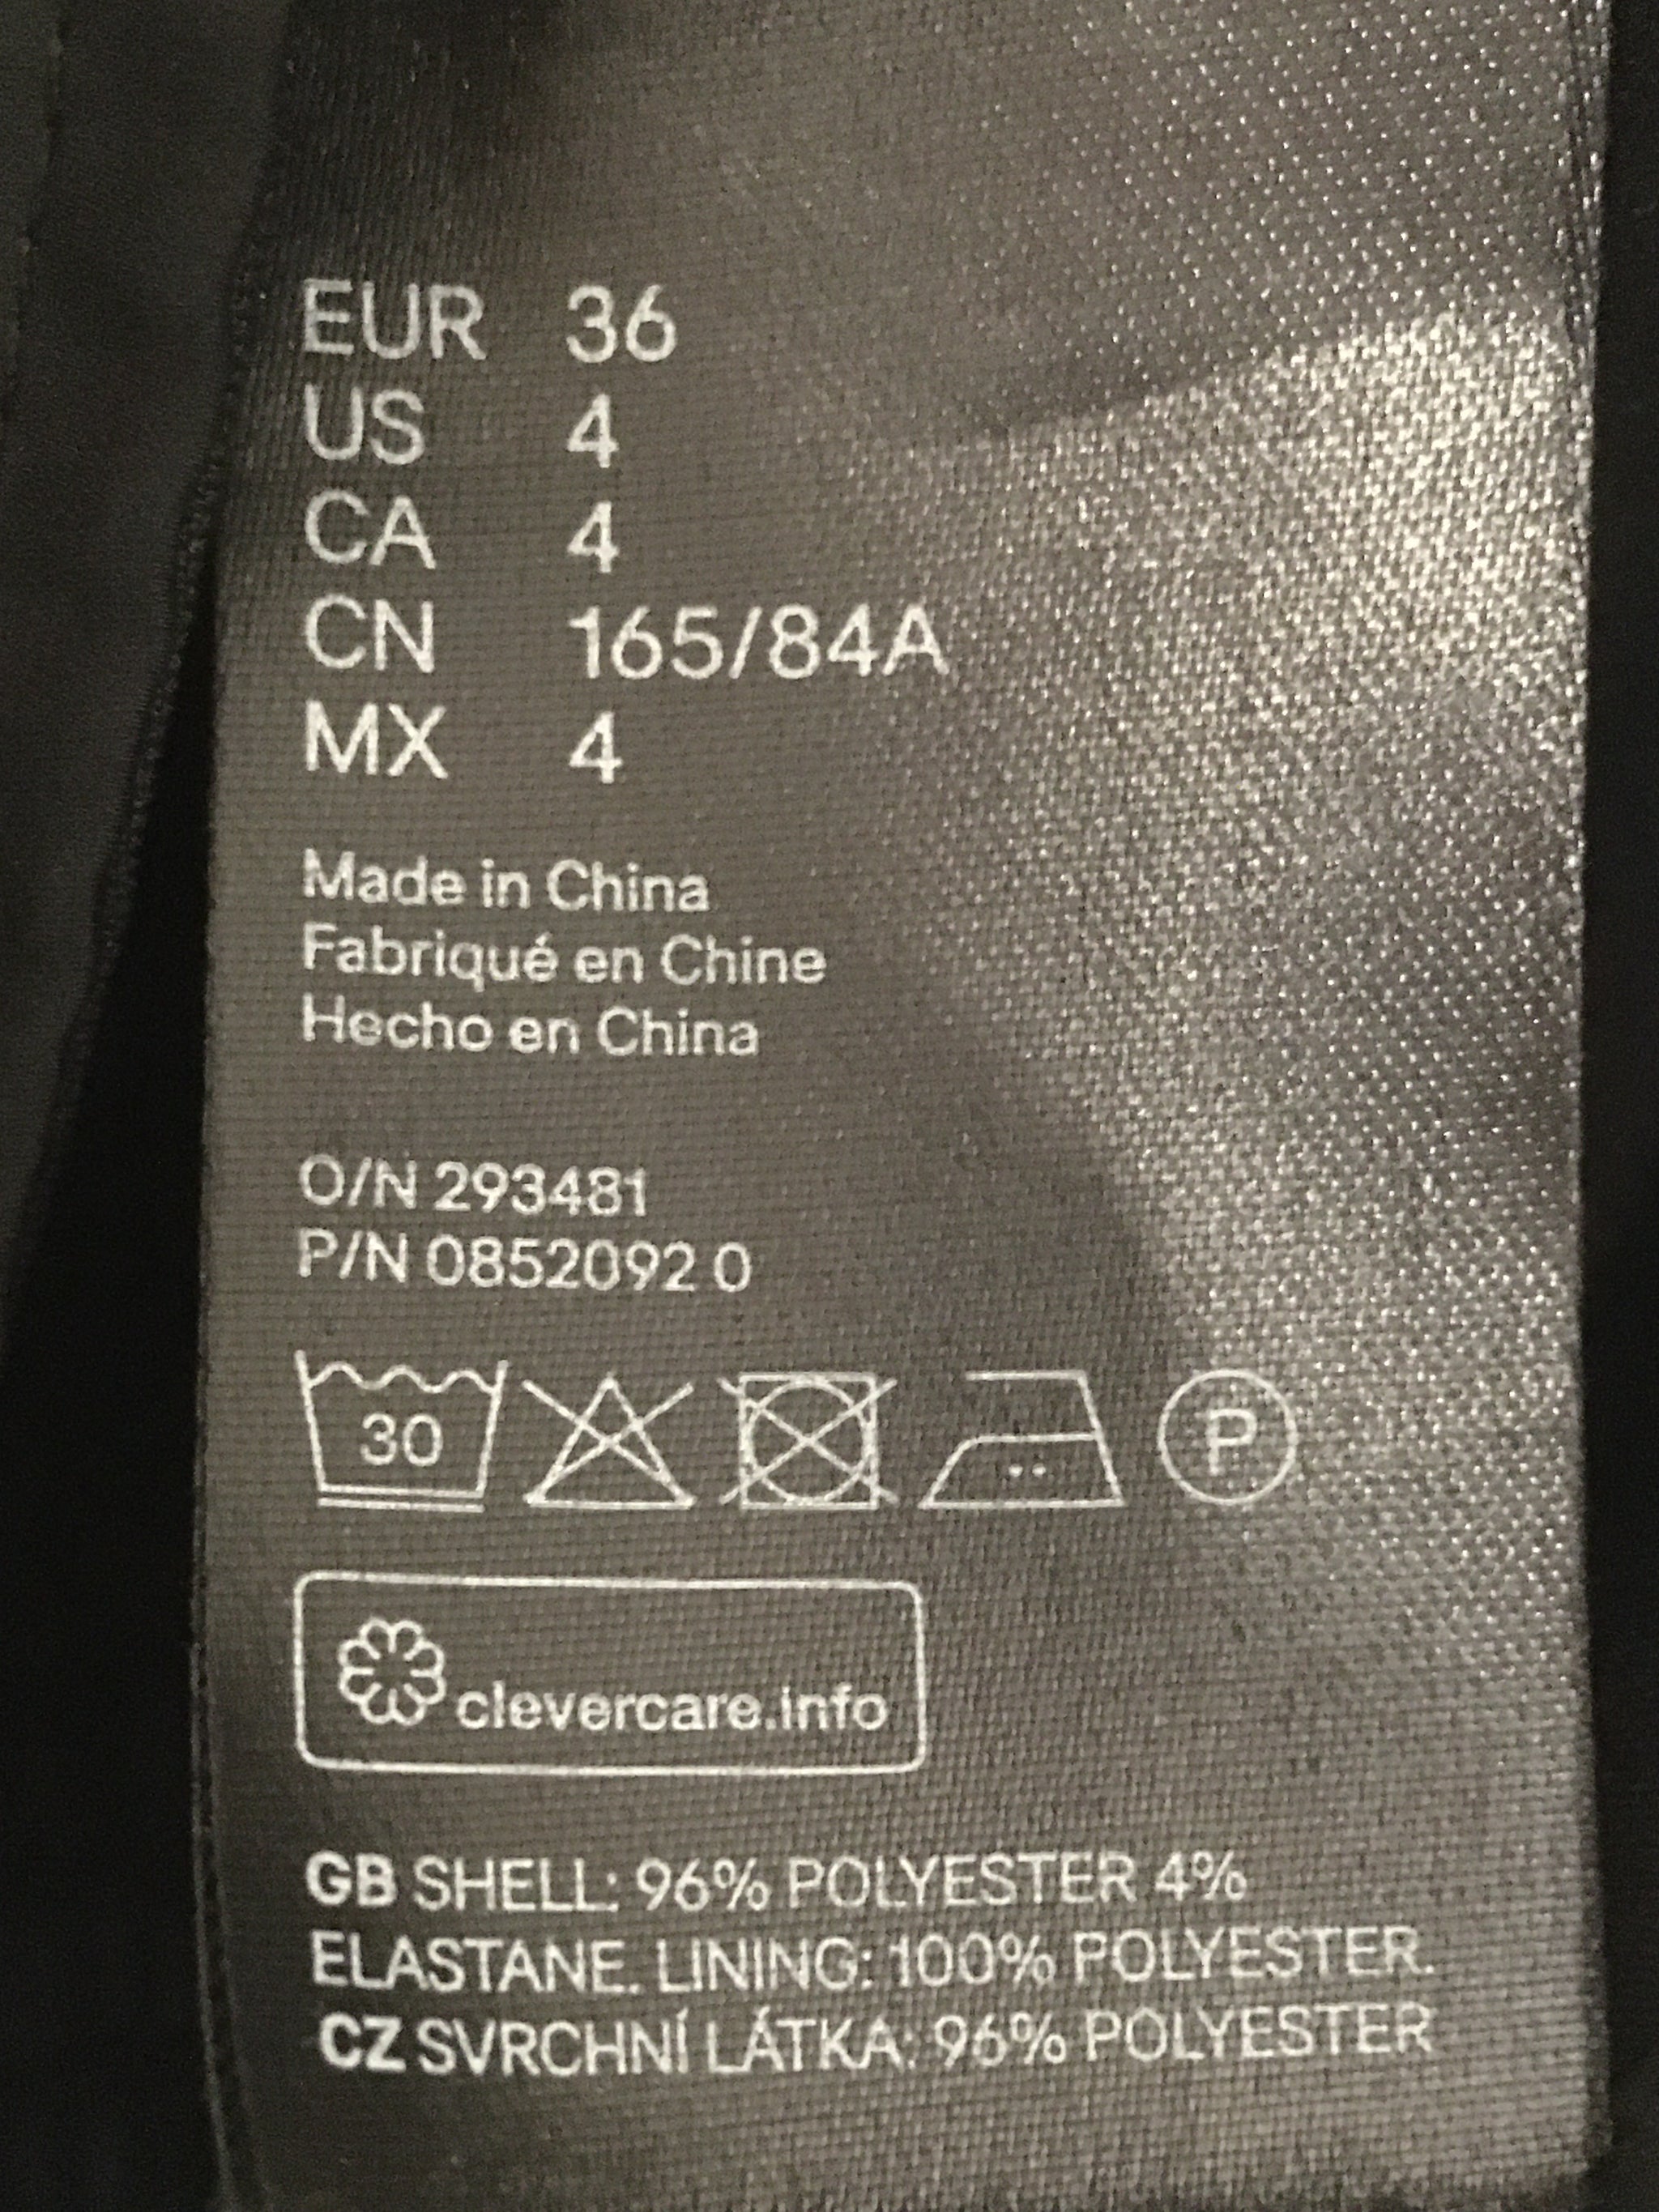 EUR 36
US 4
CA 4
CN 165/84A
MX 4
Made in China
Fabriqué en Chine
Hecho en China
O/N 293481
P/N 0852092 0
30 P
clevercare.info
GB SHELL: 96% POLYESTER 4%
ELASTANE. LINING: 100% POLYESTER.
CZ SVRCHNÍ LÁTKA: 96% POLYESTER